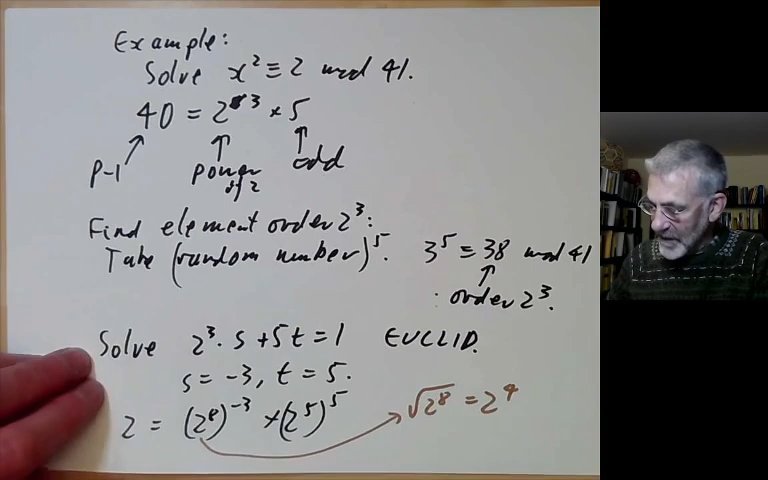 Example:
Solve x² ≡ 2 mod 41.
40 = 2³ × 5
p-1
power of 2
odd
Find element order 2³:
Take (random number)⁵. 3⁵ ≡ 38 mod 41
: order 2³.
Solve 2³. s + 5t = 1 EUCLID.
s = -3, t = 5.
2 = (2⁸)⁻³ × (2⁵)⁵ √2⁸ = 2⁴